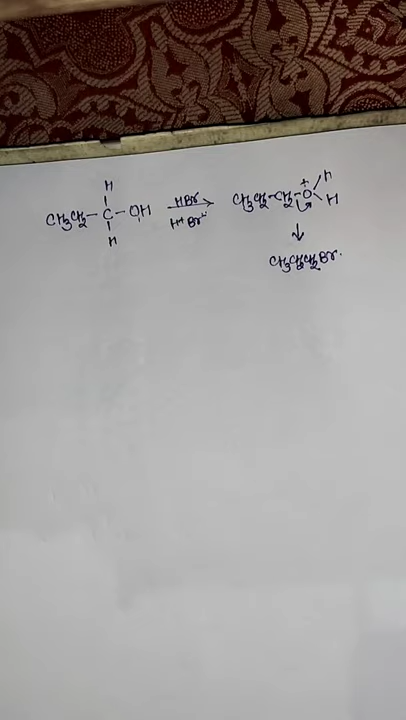 H
CH3CH2-C-OH
H
HBr
H+ Br-
CH3CH2-CH2-O+
H
H
CH3CH2CH2Br.